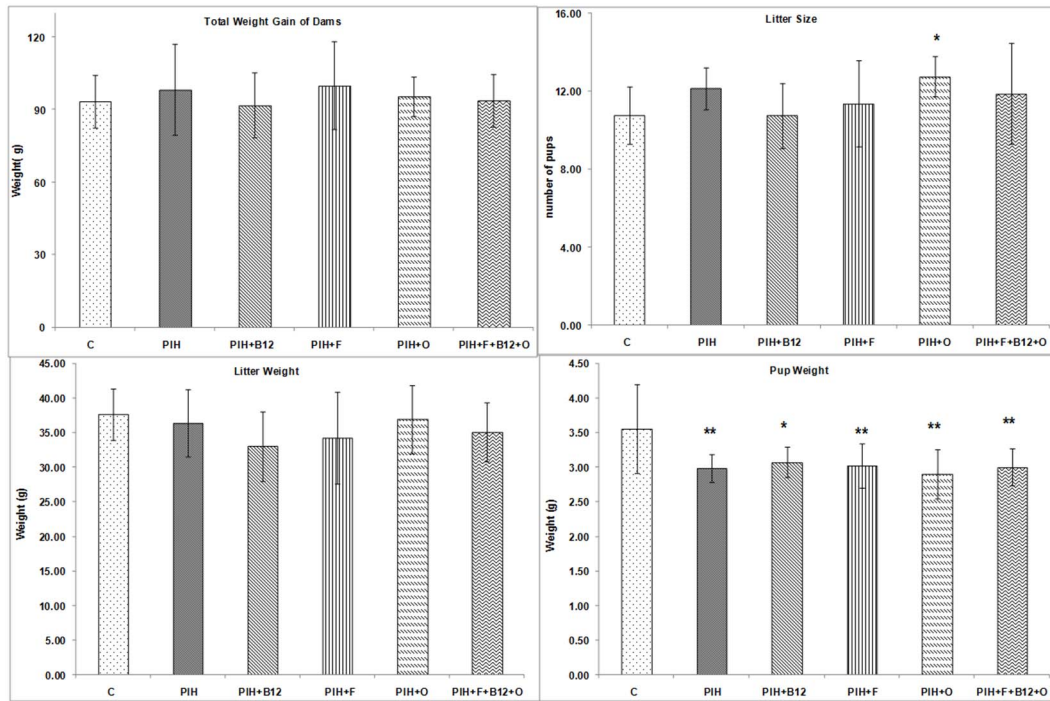 Total Weight Gain of Dams
120
90
60
30
0
Weight( g)
C PIH PIH+B12 PIH+F PIH+O PIH+F+B12+O
Litter Size
16.00
12.00
8.00
4.00
0.00
number of pups
*
C PIH PIH+B12 PIH+F PIH+O PIH+F+B12+O
Litter Weight
45.00
40.00
35.00
30.00
25.00
20.00
15.00
10.00
5.00
0.00
Weight (g)
C PIH PIH+B12 PIH+F PIH+O PIH+F+B12+O
Pup Weight
4.50
4.00
3.50
3.00
2.50
2.00
1.50
1.00
0.50
0.00
Weight (g)
** * ** ** **
C PIH PIH+B12 PIH+F PIH+O PIH+F+B12+O